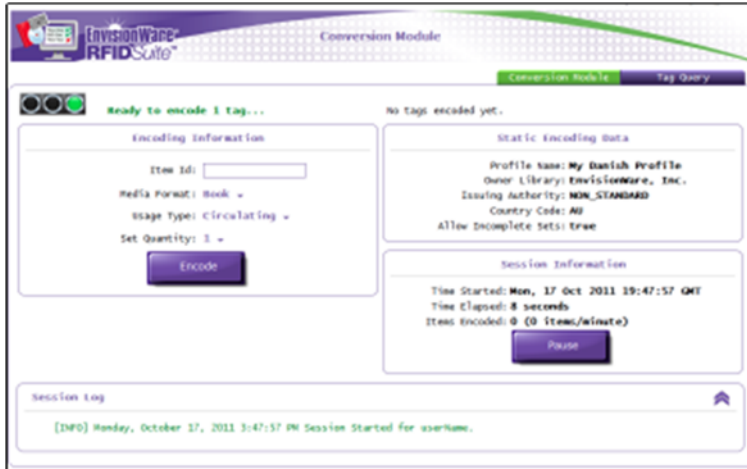 EnvisionWare®
RFIDSuite™
Conversion Module
Conversion Module
Tag Query
Ready to encode 1 tag...
No tags encoded yet.
Encoding Information
Item Id:
Media Format: Book
Usage Type: Circulating
Set Quantity: 1
Encode
Static Encoding Data
Profile Name: My Danish Profile
Owner Library: EnvisionWare, Inc.
Issuing Authority: NON_STANDARD
Country Code: AU
Allow Incomplete Sets: true
Session Information
Time Started: Mon, 17 Oct 2011 19:47:57 GMT
Time Elapsed: 8 seconds
Items Encoded: 0 (0 items/minute)
Pause
Session Log
[INFO] Monday, October 17, 2011 3:47:57 PM Session Started for userName.